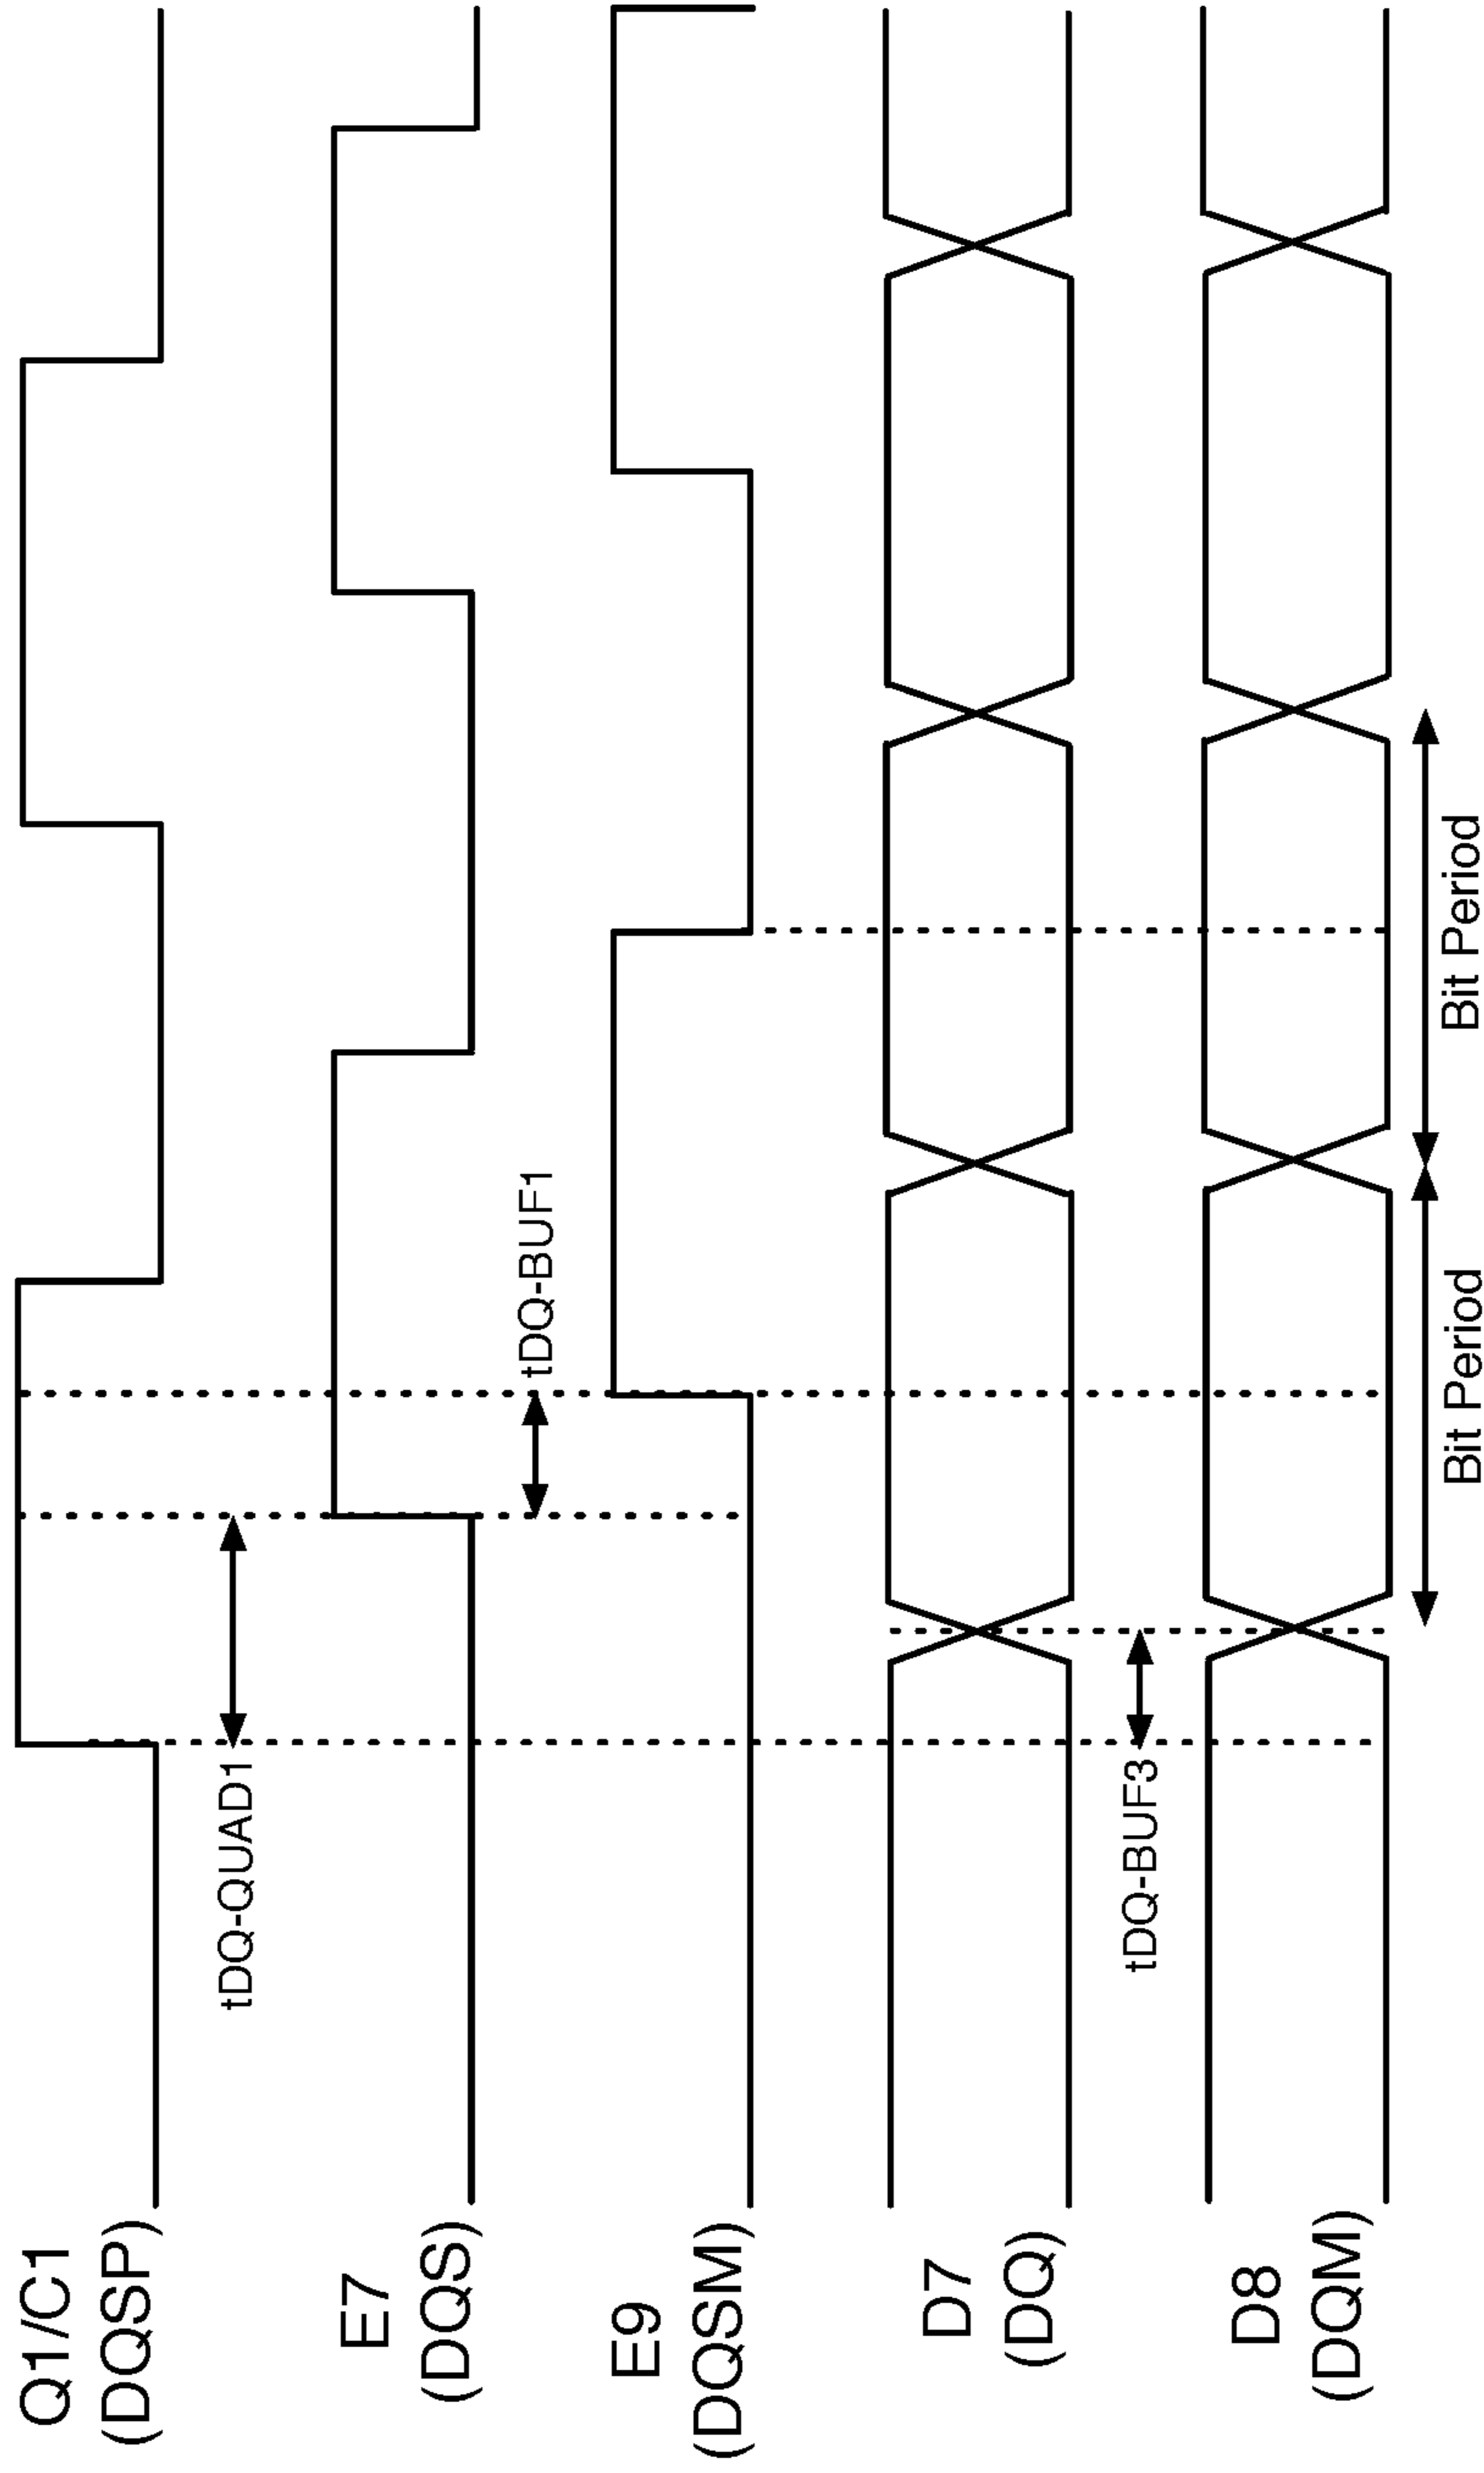 Q1/C1
(DQSP)
tDQ-QUAD1
E7
(DQS)
tDQ-BUF1
E9
(DQSM)
D7
(DQ)
tDQ-BUF3
D8
(DQM)
Bit Period
Bit Period